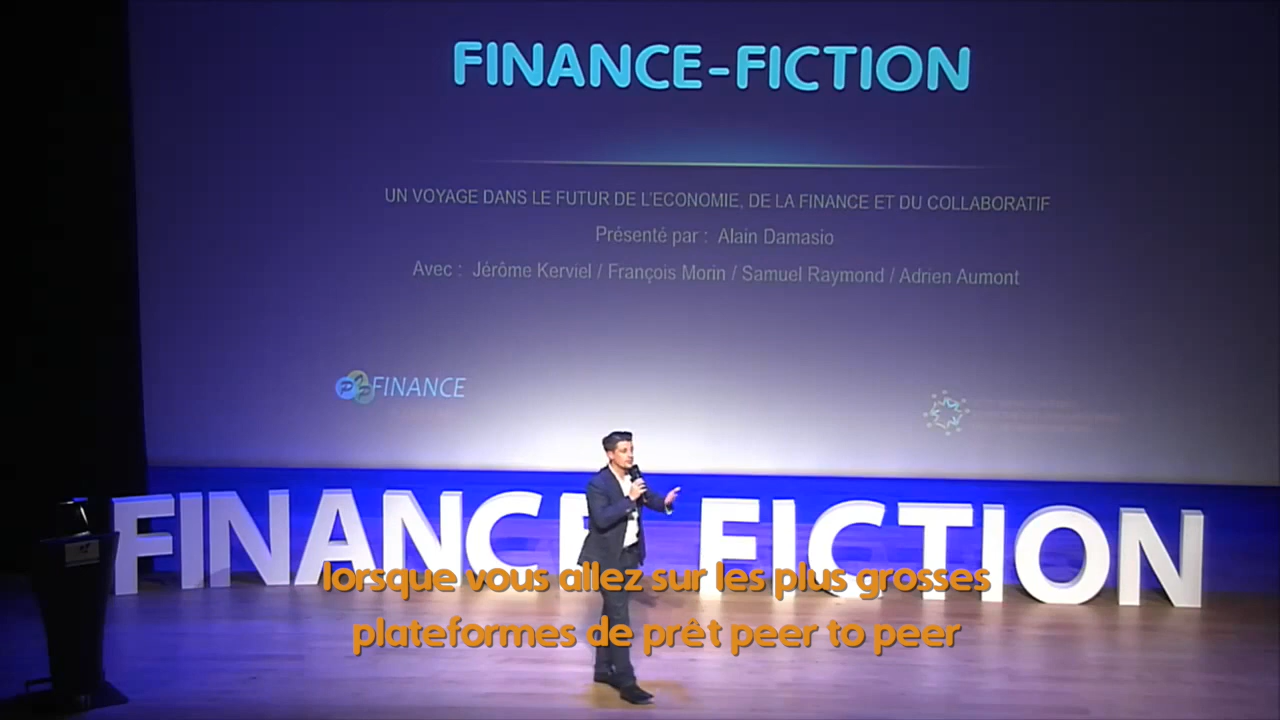 FINANCE-FICTION
UN VOYAGE DANS LE FUTUR DE L'ECONOMIE, DE LA FINANCE ET DU COLLABORATIF
Présenté par : Alain Damasio
Avec : Jérôme Kerviel / François Morin / Samuel Raymond / Adrien Aumont
P2P FINANCE
FINANCE FICTION
lorsque vous allez sur les plus grosses
plateformes de prêt peer to peer